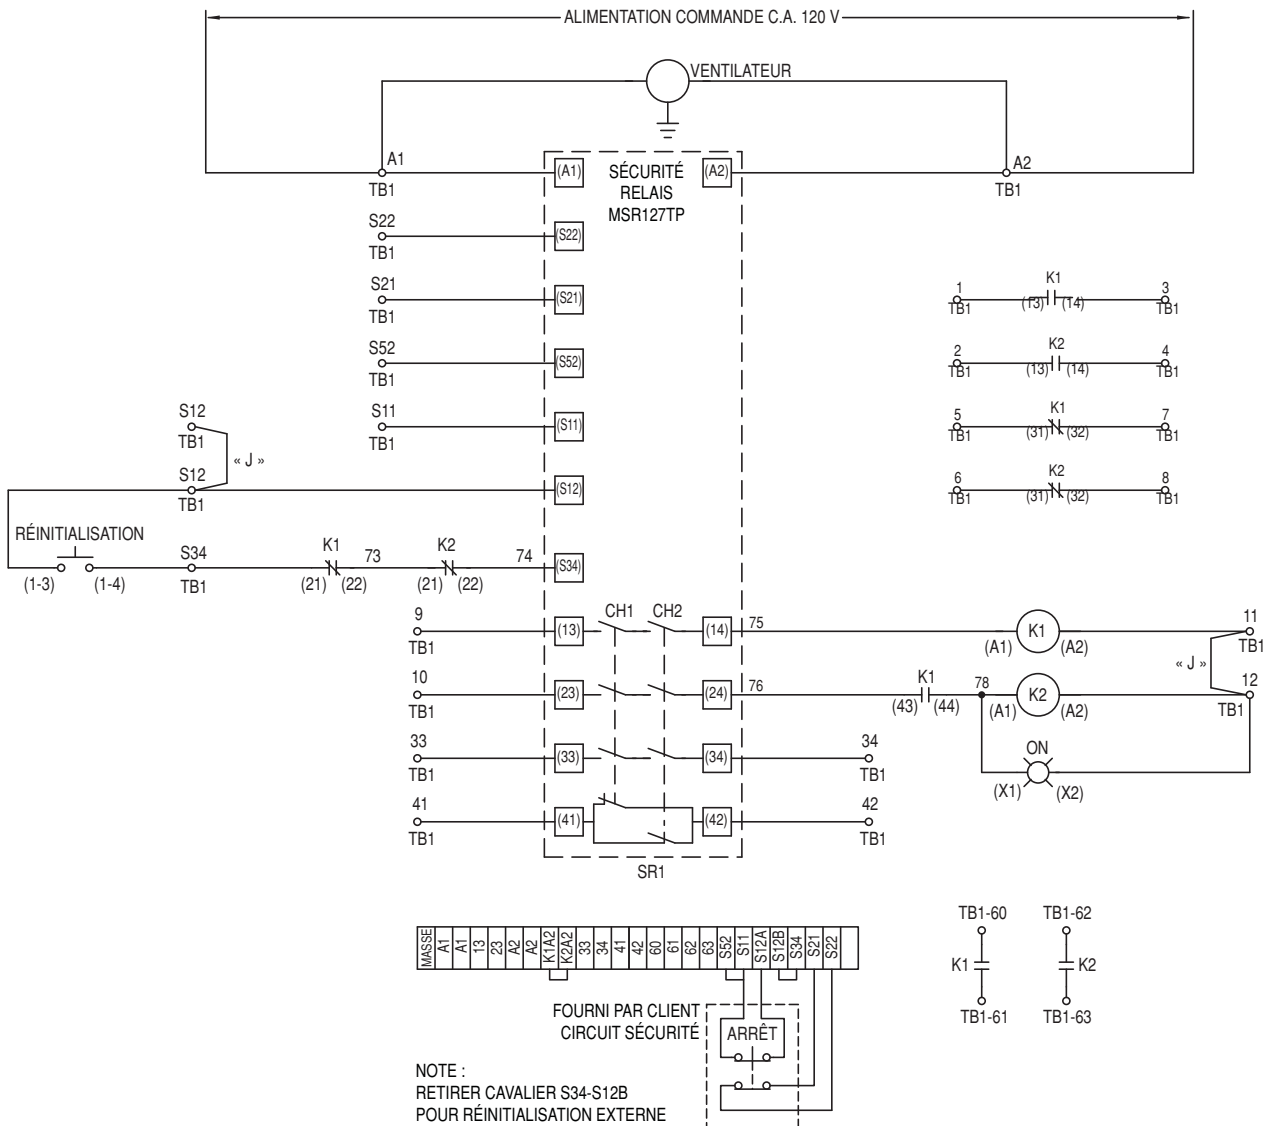 ALIMENTATION COMMANDE C.A. 120 V
VENTILATEUR
A1
TB1
(A1)
SÉCURITÉ
RELAIS
MSR127TP
(A2)
A2
TB1
S22
TB1
(S22)
S21
TB1
(S21)
S52
TB1
(S52)
S11
TB1
(S11)
S12
TB1
« J »
S12
TB1
(S12)
RÉINITIALISATION
(1-3)
(1-4)
S34
TB1
K1
(21)
(22)
73
K2
(21)
(22)
74
(S34)
1
TB1
K1
(13)
(14)
3
TB1
2
TB1
K2
(13)
(14)
4
TB1
5
TB1
K1
(31)
(32)
7
TB1
6
TB1
K2
(31)
(32)
8
TB1
CH1
CH2
9
TB1
(13)
(14)
75
K1
(A1)
(A2)
11
TB1
« J »
10
TB1
(23)
(24)
76
K1
(43)
(44)
78
K2
(A1)
(A2)
12
TB1
33
TB1
(33)
(34)
34
TB1
ON
(X1)
(X2)
41
TB1
(41)
(42)
42
TB1
SR1
MASSE
A1
A1
13
23
A2
A2
K1A2
K2A2
33
34
41
42
60
61
62
63
S52
S11
S12A
S12B
S34
S21
S22
TB1-60
K1
TB1-61
TB1-62
K2
TB1-63
FOURNI PAR CLIENT
CIRCUIT SÉCURITÉ
ARRÊT
NOTE :
RETIRER CAVALIER S34-S12B
POUR RÉINITIALISATION EXTERNE